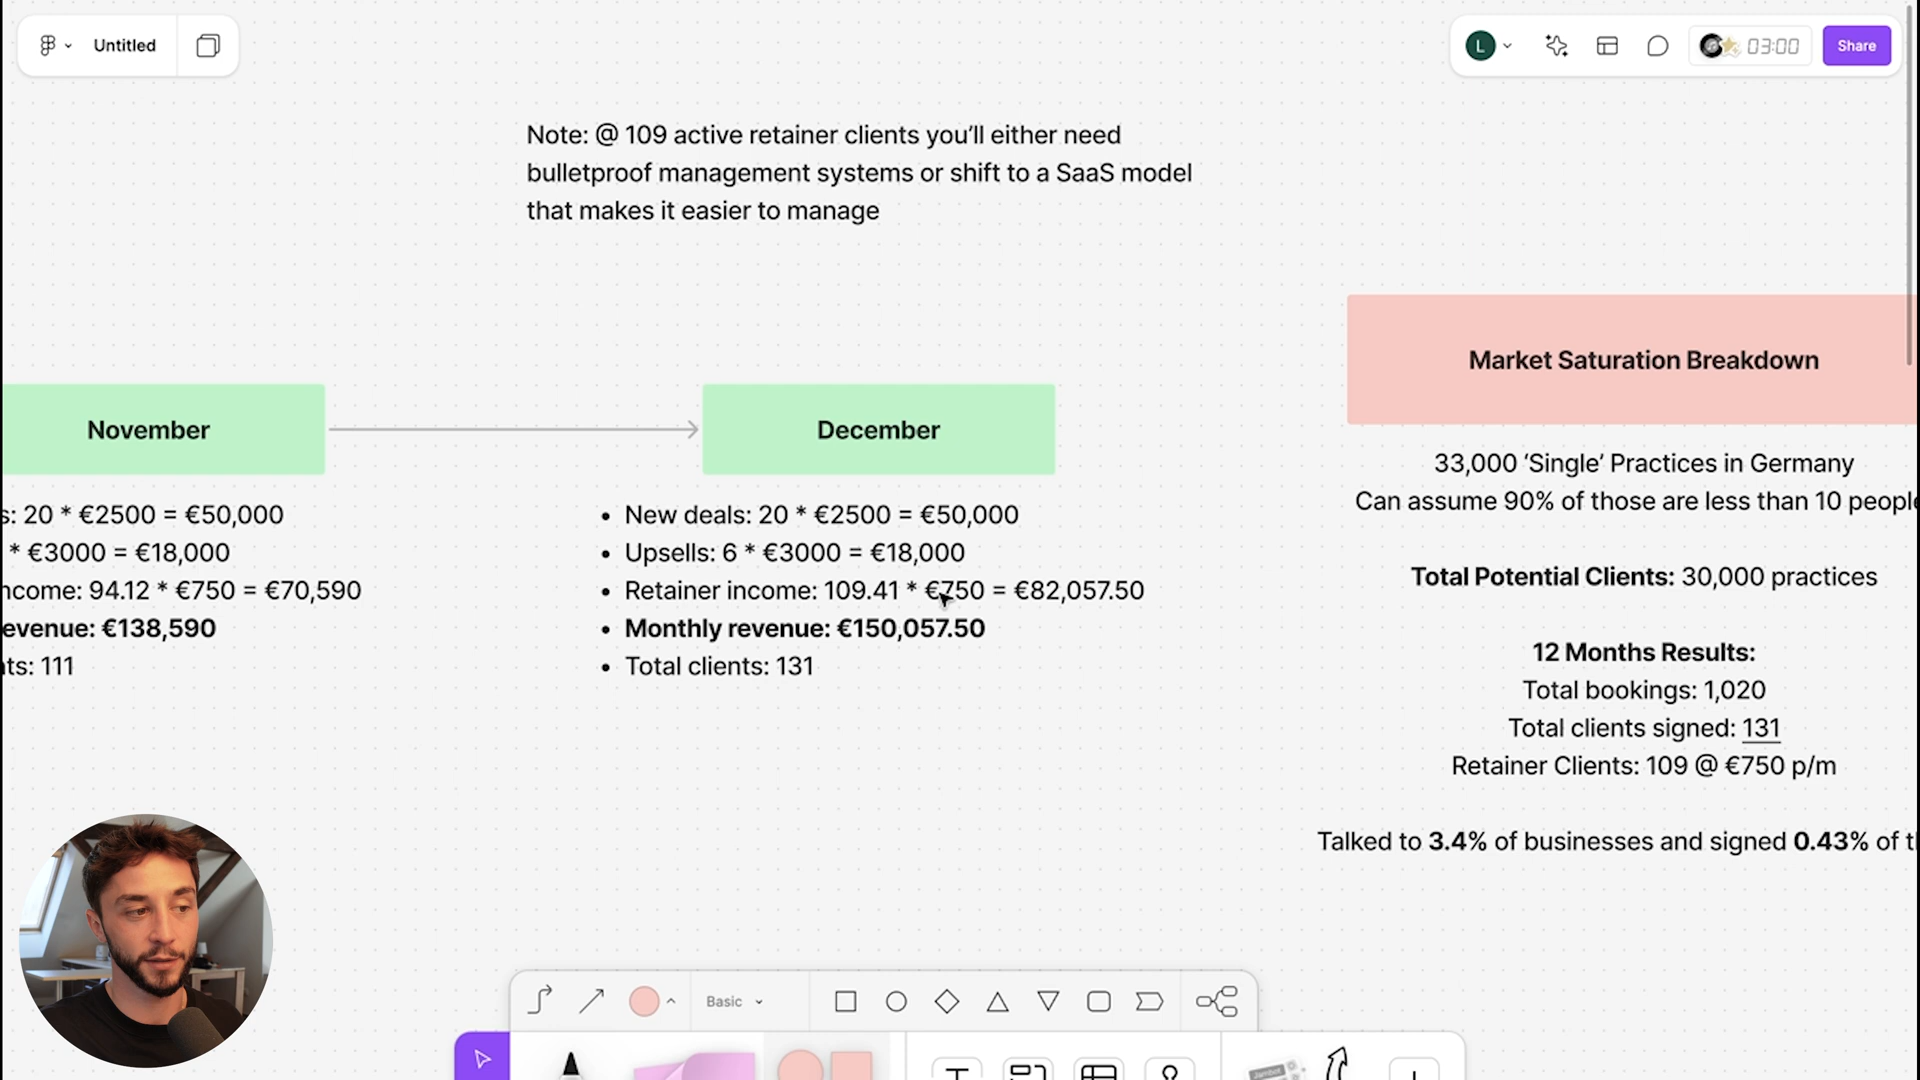 Untitled
L
03:00
Share
Note: @ 109 active retainer clients you’ll either need
bulletproof management systems or shift to a SaaS model
that makes it easier to manage
Market Saturation Breakdown
November
December
33,000 ‘Single’ Practices in Germany
Can assume 90% of those are less than 10 people
s: 20 * €2500 = €50,000
* €3000 = €18,000
ncome: 94.12 * €750 = €70,590
evenue: €138,590
nts: 111
• New deals: 20 * €2500 = €50,000
• Upsells: 6 * €3000 = €18,000
• Retainer income: 109.41 * €750 = €82,057.50
• Monthly revenue: €150,057.50
• Total clients: 131
Total Potential Clients: 30,000 practices
12 Months Results:
Total bookings: 1,020
Total clients signed: 131
Retainer Clients: 109 @ €750 p/m
Talked to 3.4% of businesses and signed 0.43% of t
Basic